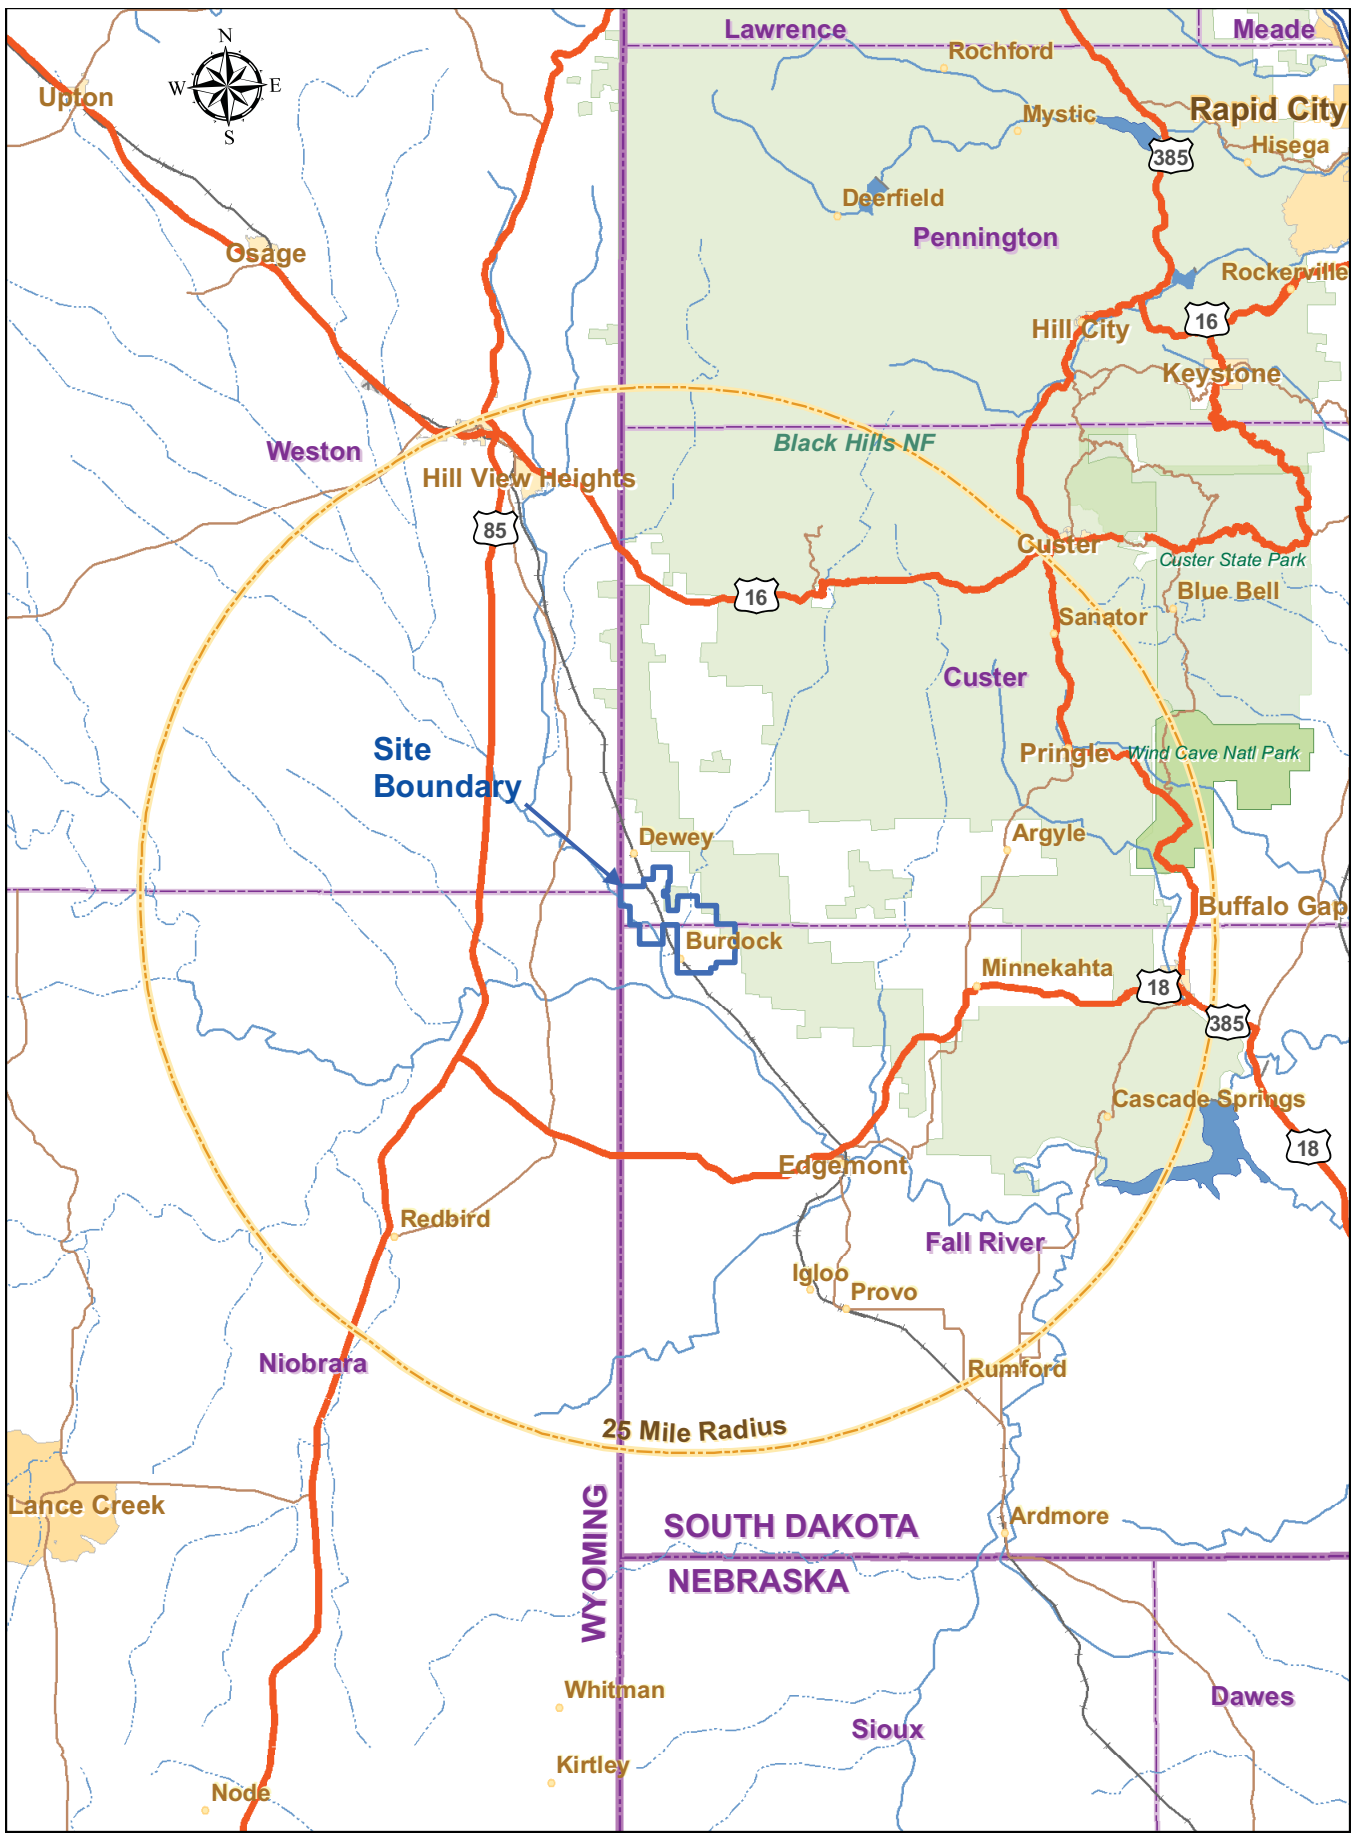 Lawrence
Meade
N
W
E
S
Rochford
Upton
Mystic
Rapid City
Hisega
385
Deerfield
Pennington
Osage
Rockerville
16
Hill City
Keystone
Weston
Black Hills NF
Hill View Heights
85
Custer
Custer State Park
16
Blue Bell
Sanator
Custer
Site
Boundary
Pringle
Wind Cave Natl Park
Dewey
Argyle
Buffalo Gap
Burdock
Minnekahta
18
385
Cascade Springs
18
Edgemont
Redbird
Fall River
Igloo
Provo
Niobrara
Rumford
25 Mile Radius
Lance Creek
WYOMING
SOUTH DAKOTA
Ardmore
NEBRASKA
Whitman
Dawes
Sioux
Kirtley
Node